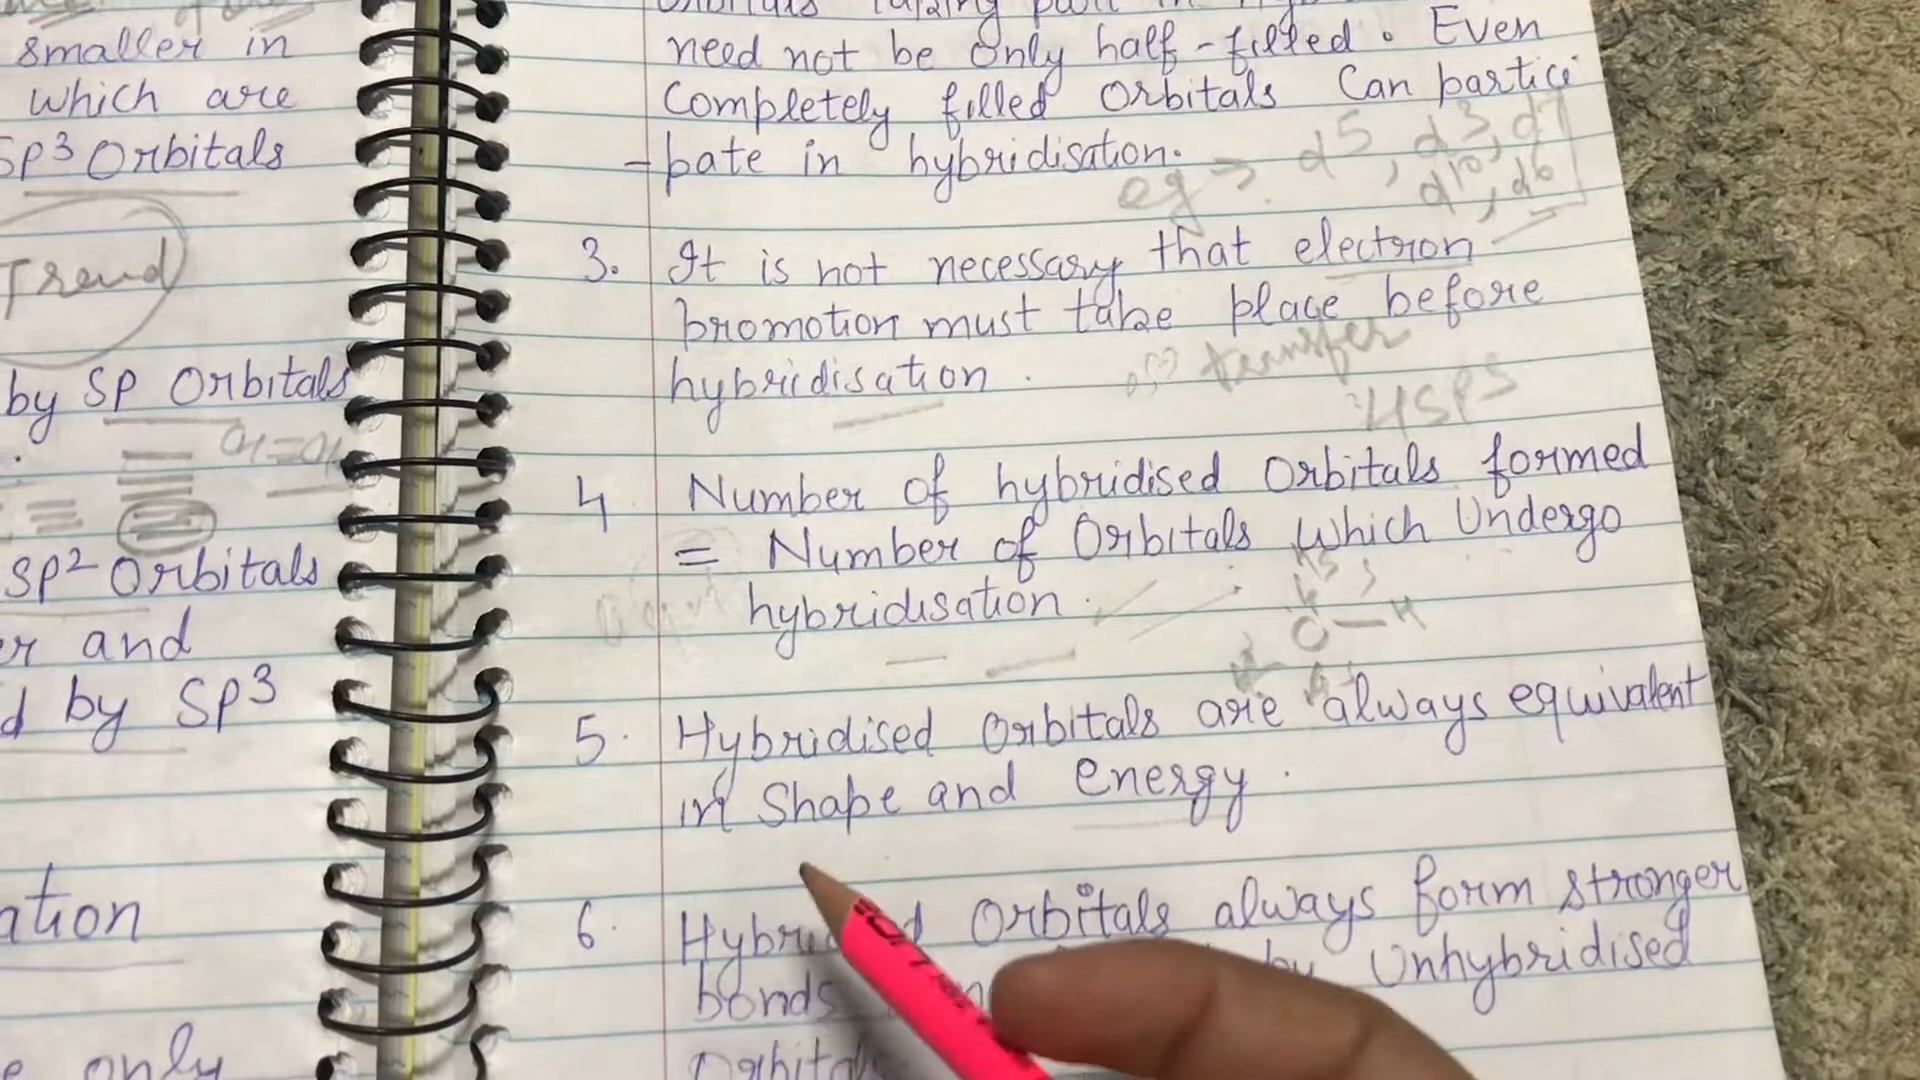 smaller in
which are
sp3 Orbitals
Trend
by SP Orbitals
SP2 Orbitals
and
by SP3
only
need not be only half-filled. Even
completely filled Orbitals can partici
-pate in hybridisation.
eg → d5, d3, d7
d10, d6
3. It is not necessary that electron
promotion must take place before
hybridisation.
transfer
4 Number of hybridised Orbitals formed
= Number of Orbitals which Undergo
hybridisation.
5. Hybridised Orbitals are always equivalent
in Shape and energy.
6. Orbitals always form stronger
bonds by Unhybridised